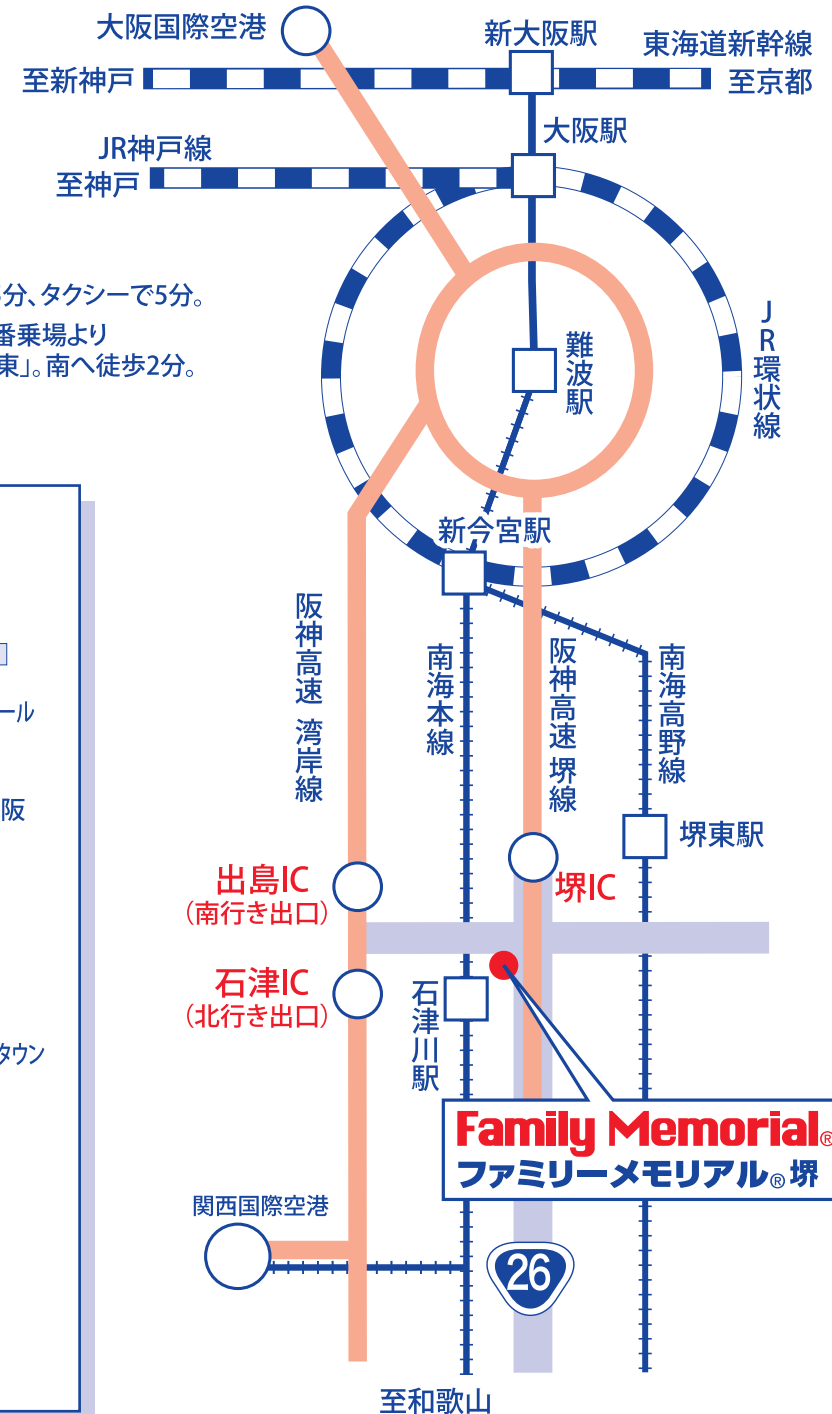 大阪国際空港
新大阪駅
東海道新幹線
至新神戸
至京都
大阪駅
JR神戸線
至神戸
分、タクシーで5分。
番乗場より
東」。南へ徒歩2分。
JR環状線
難波駅
新今宮駅
阪神高速 湾岸線
南海本線
阪神高速 堺線
南海高野線
ール
阪
堺東駅
出島IC
(南行き出口)
堺IC
石津IC
(北行き出口)
石津川駅
タウン
Family Memorial®
ファミリーメモリアル®堺
関西国際空港
26
至和歌山